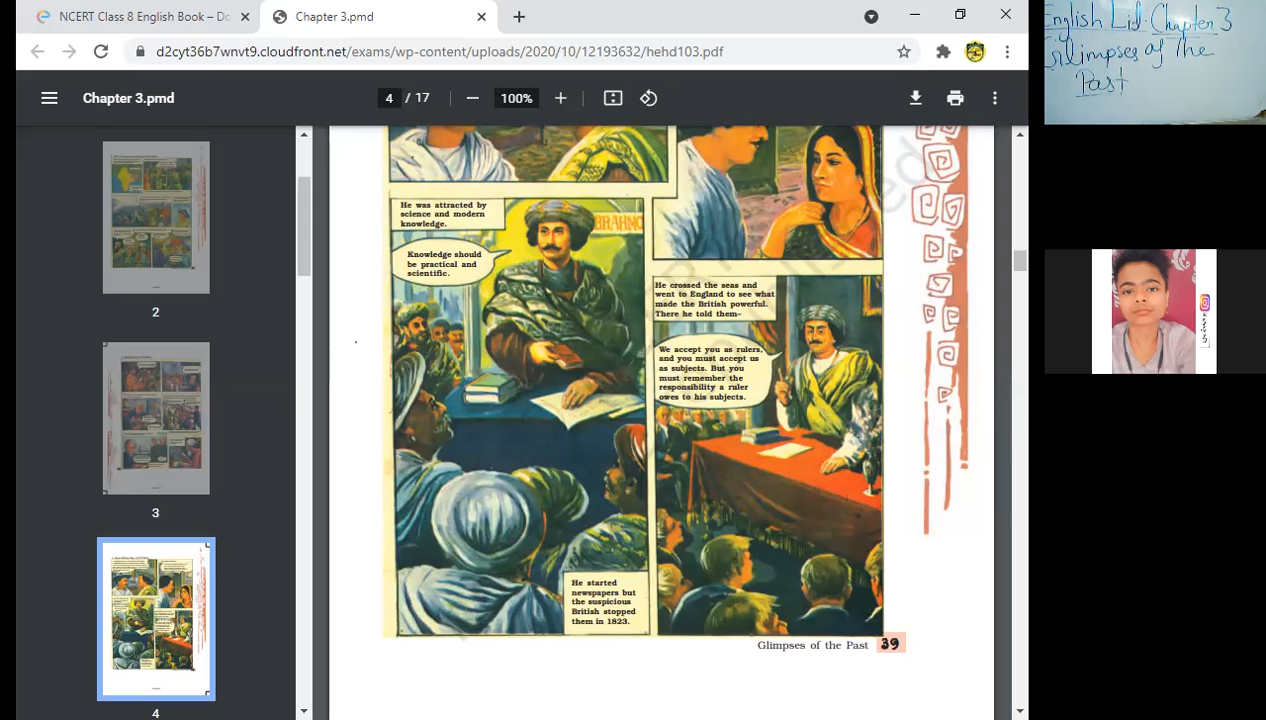 NCERT Class 8 English Book – Do
Chapter 3.pmd
d2cyt36b7wnvt9.cloudfront.net/exams/wp-content/uploads/2020/10/12193632/hehd103.pdf
Chapter 3.pmd
4 / 17
100%
2
3
4
He was attracted by
science and modern
knowledge.
BRAHMO
Knowledge should
be practical and
scientific.
He started
newspapers but
the suspicious
British stopped
them in 1823.
He crossed the seas and
went to England to see what
made the British powerful.
There he told them–
We accept you as rulers,
and you must accept us
as subjects. But you
must remember the
responsibility a ruler
owes to his subjects.
Glimpses of the Past 39
English Chapter 3
Glimpses of the
Past